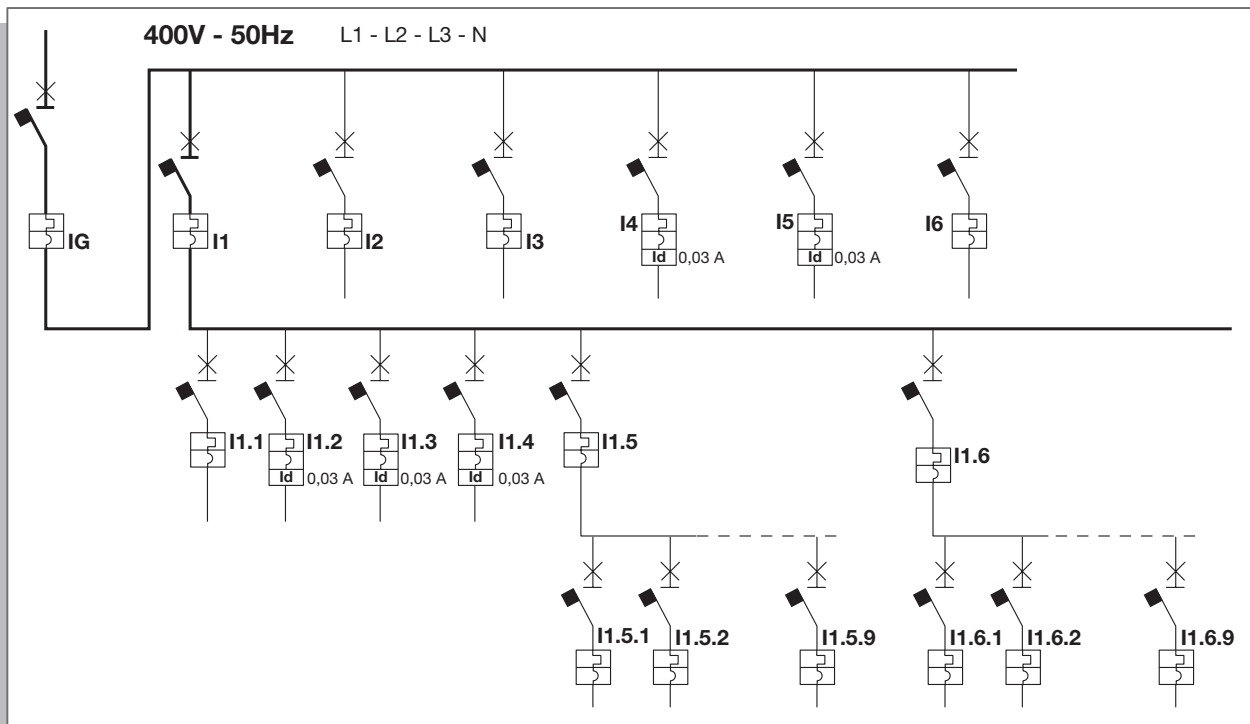 400V - 50Hz L1 - L2 - L3 - N
IG I1 I2 I3 I4 I5 I6
Id 0,03 A Id 0,03 A
I1.1 I1.2 I1.3 I1.4 I1.5 I1.6
Id 0,03 A Id 0,03 A Id 0,03 A
I1.5.1 I1.5.2 I1.5.9 I1.6.1 I1.6.2 I1.6.9